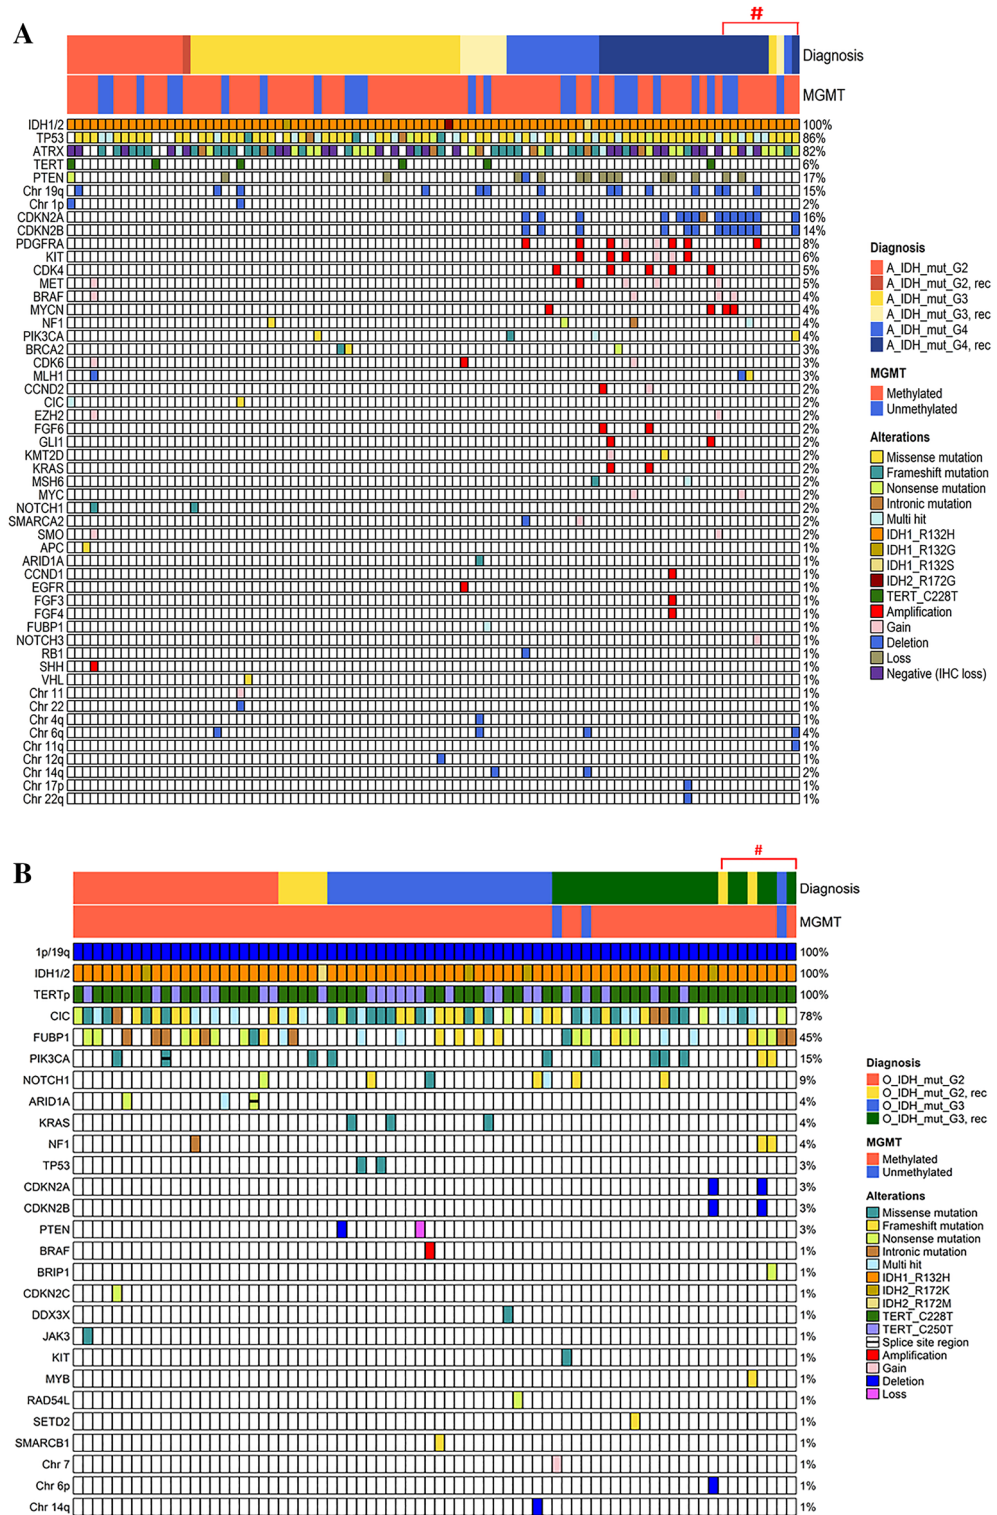 A
#
Diagnosis
MGMT
IDH1/2 100%
TP53 86%
ATRX 82%
TERT 6%
PTEN 17%
Chr 19q 15%
Chr 1p 2%
CDKN2A 16%
CDKN2B 14%
PDGFRA 8%
KIT 6%
CDK4 5%
MET 5%
BRAF 4%
MYCN 4%
NF1 4%
PIK3CA 4%
BRCA2 3%
CDK6 3%
MLH1 3%
CCND2 2%
CIC 2%
EZH2 2%
FGF6 2%
GLI1 2%
KMT2D 2%
KRAS 2%
MSH6 2%
MYC 2%
NOTCH1 2%
SMARCA2 2%
SMO 2%
APC 1%
ARID1A 1%
CCND1 1%
EGFR 1%
FGF3 1%
FGF4 1%
FUBP1 1%
NOTCH3 1%
RB1 1%
SHH 1%
VHL 1%
Chr 11 1%
Chr 22 1%
Chr 4q 1%
Chr 6q 4%
Chr 11q 1%
Chr 12q 1%
Chr 14q 2%
Chr 17p 1%
Chr 22q 1%
Diagnosis
A_IDH_mut_G2
A_IDH_mut_G2, rec
A_IDH_mut_G3
A_IDH_mut_G3, rec
A_IDH_mut_G4
A_IDH_mut_G4, rec
MGMT
Methylated
Unmethylated
Alterations
Missense mutation
Frameshift mutation
Nonsense mutation
Intronic mutation
Multi hit
IDH1_R132H
IDH1_R132G
IDH1_R132S
IDH2_R172G
TERT_C228T
Amplification
Gain
Deletion
Loss
Negative (IHC loss)
B
#
Diagnosis
MGMT
1p/19q 100%
IDH1/2 100%
TERTp 100%
CIC 78%
FUBP1 45%
PIK3CA 15%
NOTCH1 9%
ARID1A 4%
KRAS 4%
NF1 4%
TP53 3%
CDKN2A 3%
CDKN2B 3%
PTEN 3%
BRAF 1%
BRIP1 1%
CDKN2C 1%
DDX3X 1%
JAK3 1%
KIT 1%
MYB 1%
RAD54L 1%
SETD2 1%
SMARCB1 1%
Chr 7 1%
Chr 6p 1%
Chr 14q 1%
Diagnosis
O_IDH_mut_G2
O_IDH_mut_G2, rec
O_IDH_mut_G3
O_IDH_mut_G3, rec
MGMT
Methylated
Unmethylated
Alterations
Missense mutation
Frameshift mutation
Nonsense mutation
Intronic mutation
Multi hit
IDH1_R132H
IDH2_R172K
IDH2_R172M
TERT_C228T
TERT_C250T
Splice site region
Amplification
Gain
Deletion
Loss